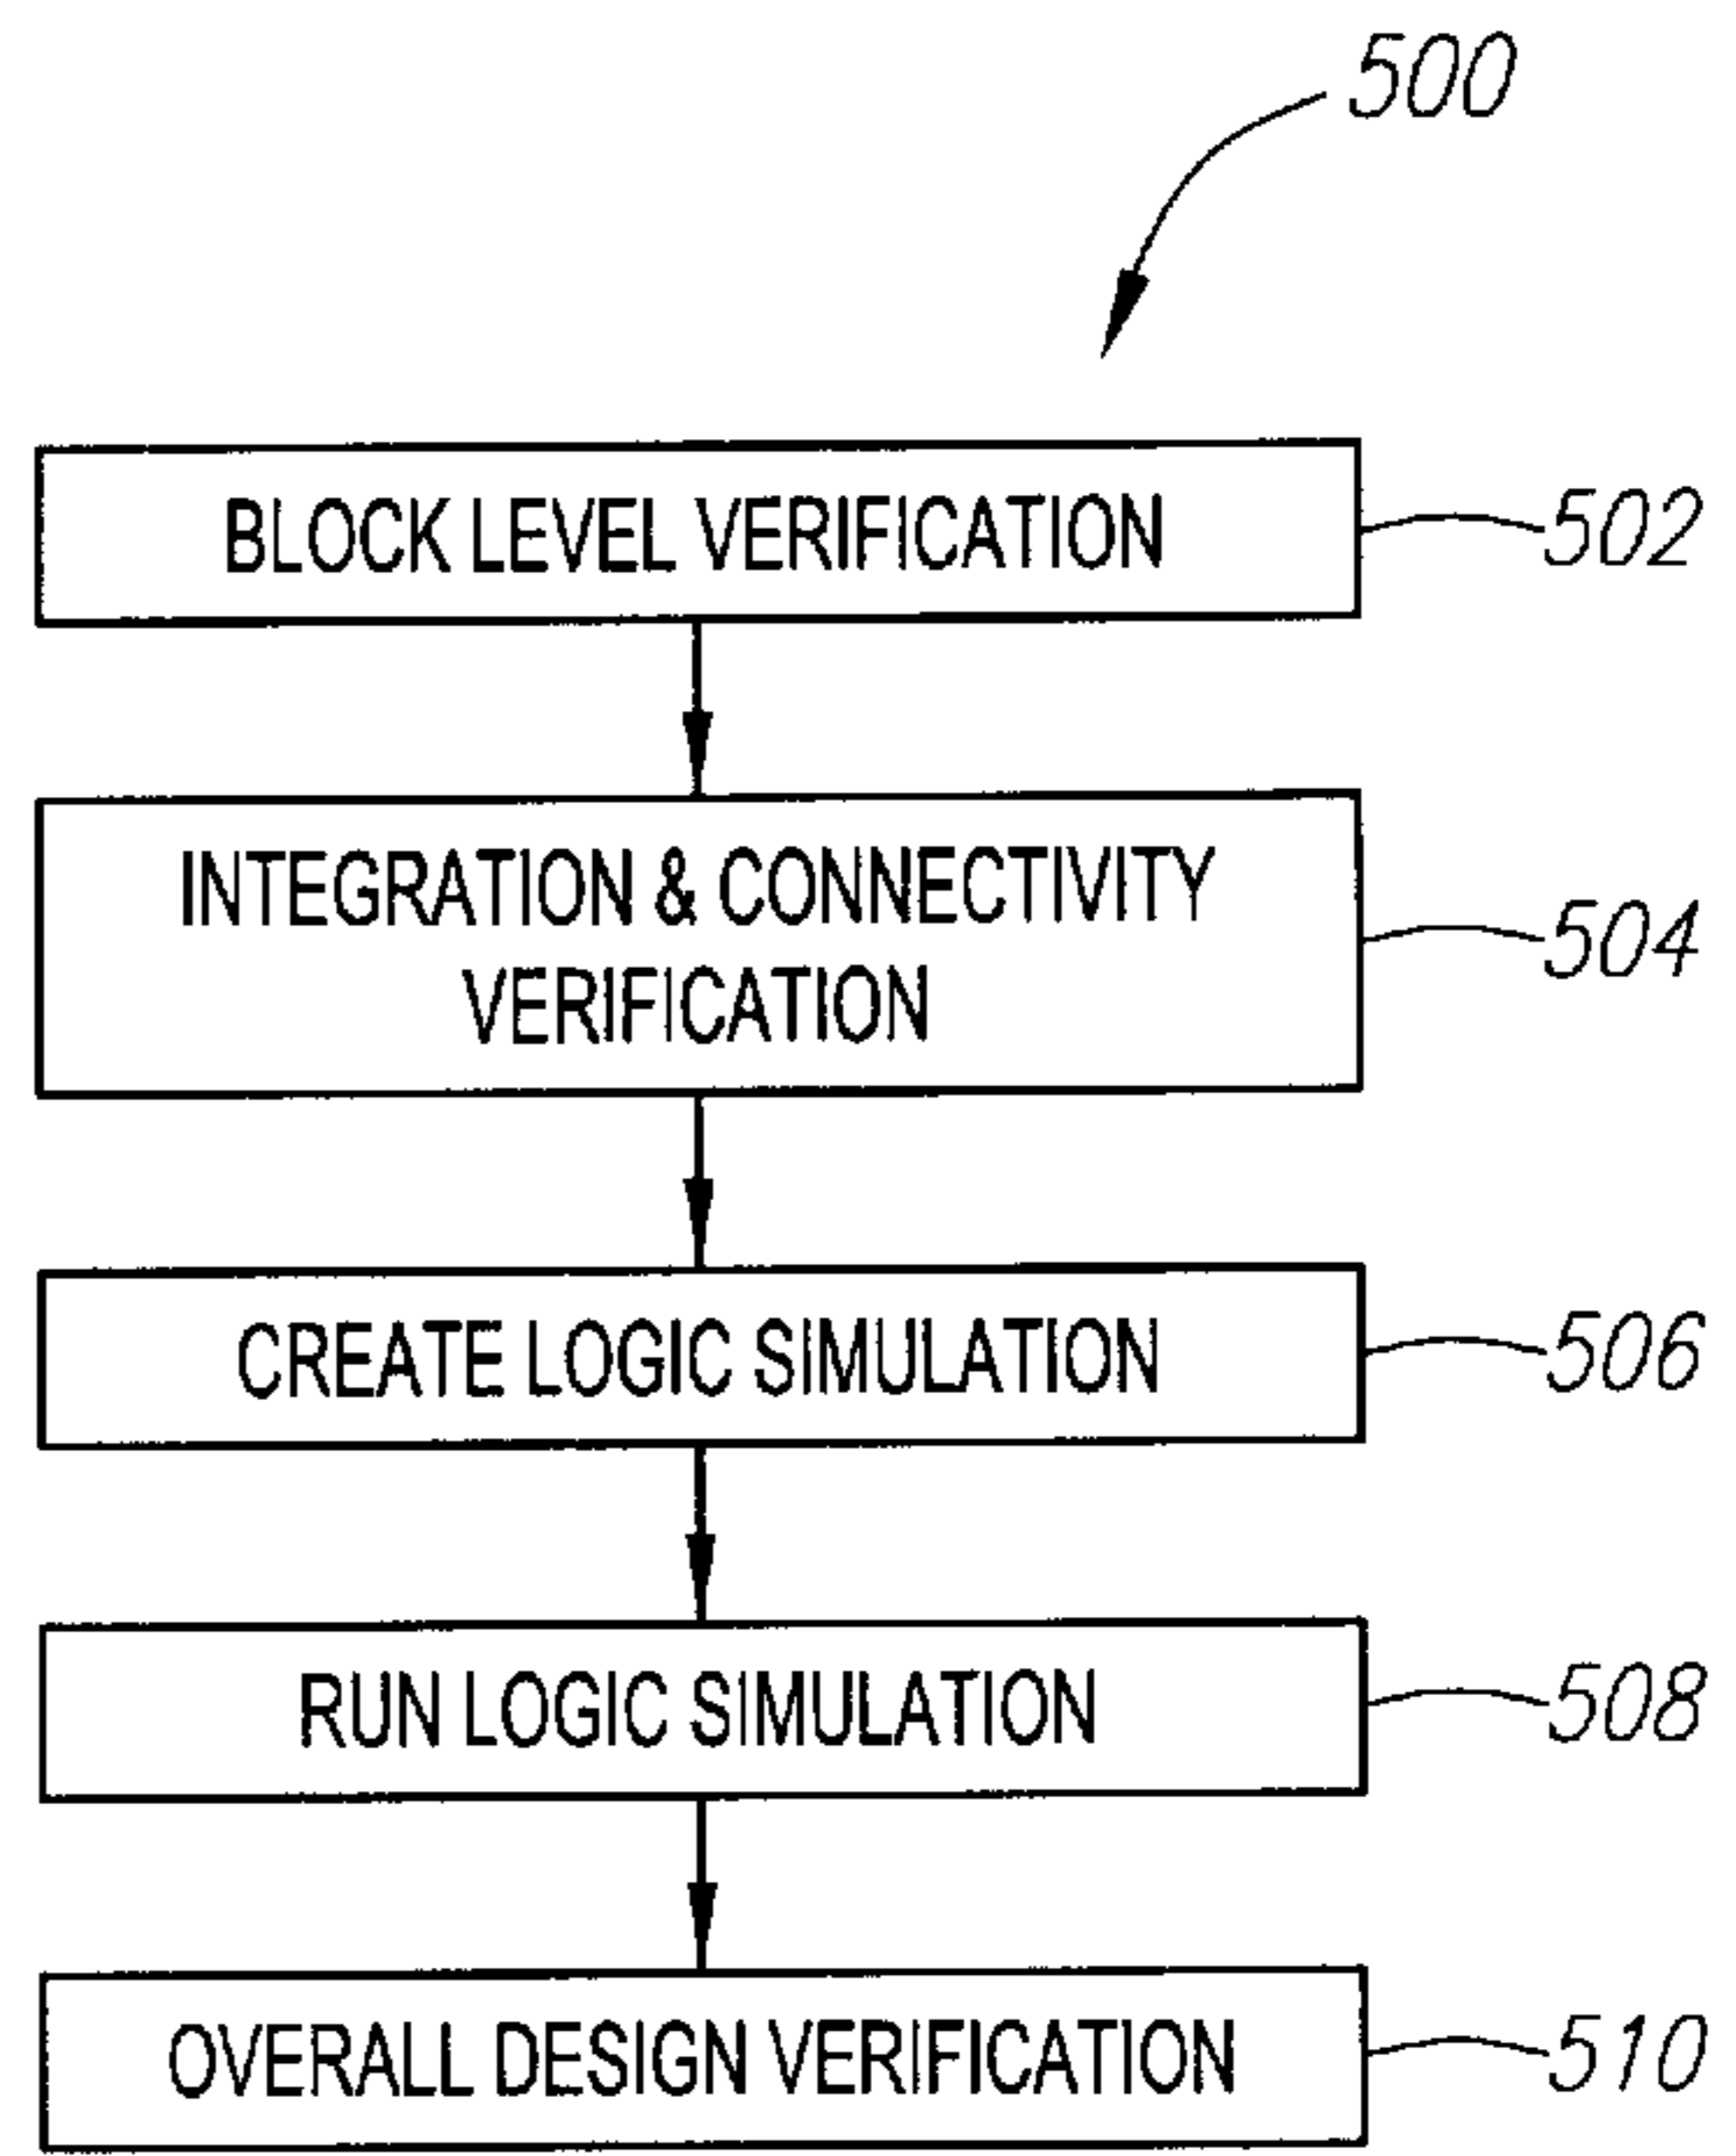 500
BLOCK LEVEL VERIFICATION
502
INTEGRATION & CONNECTIVITY
VERIFICATION
504
CREATE LOGIC SIMULATION
506
RUN LOGIC SIMULATION
508
OVERALL DESIGN VERIFICATION
510